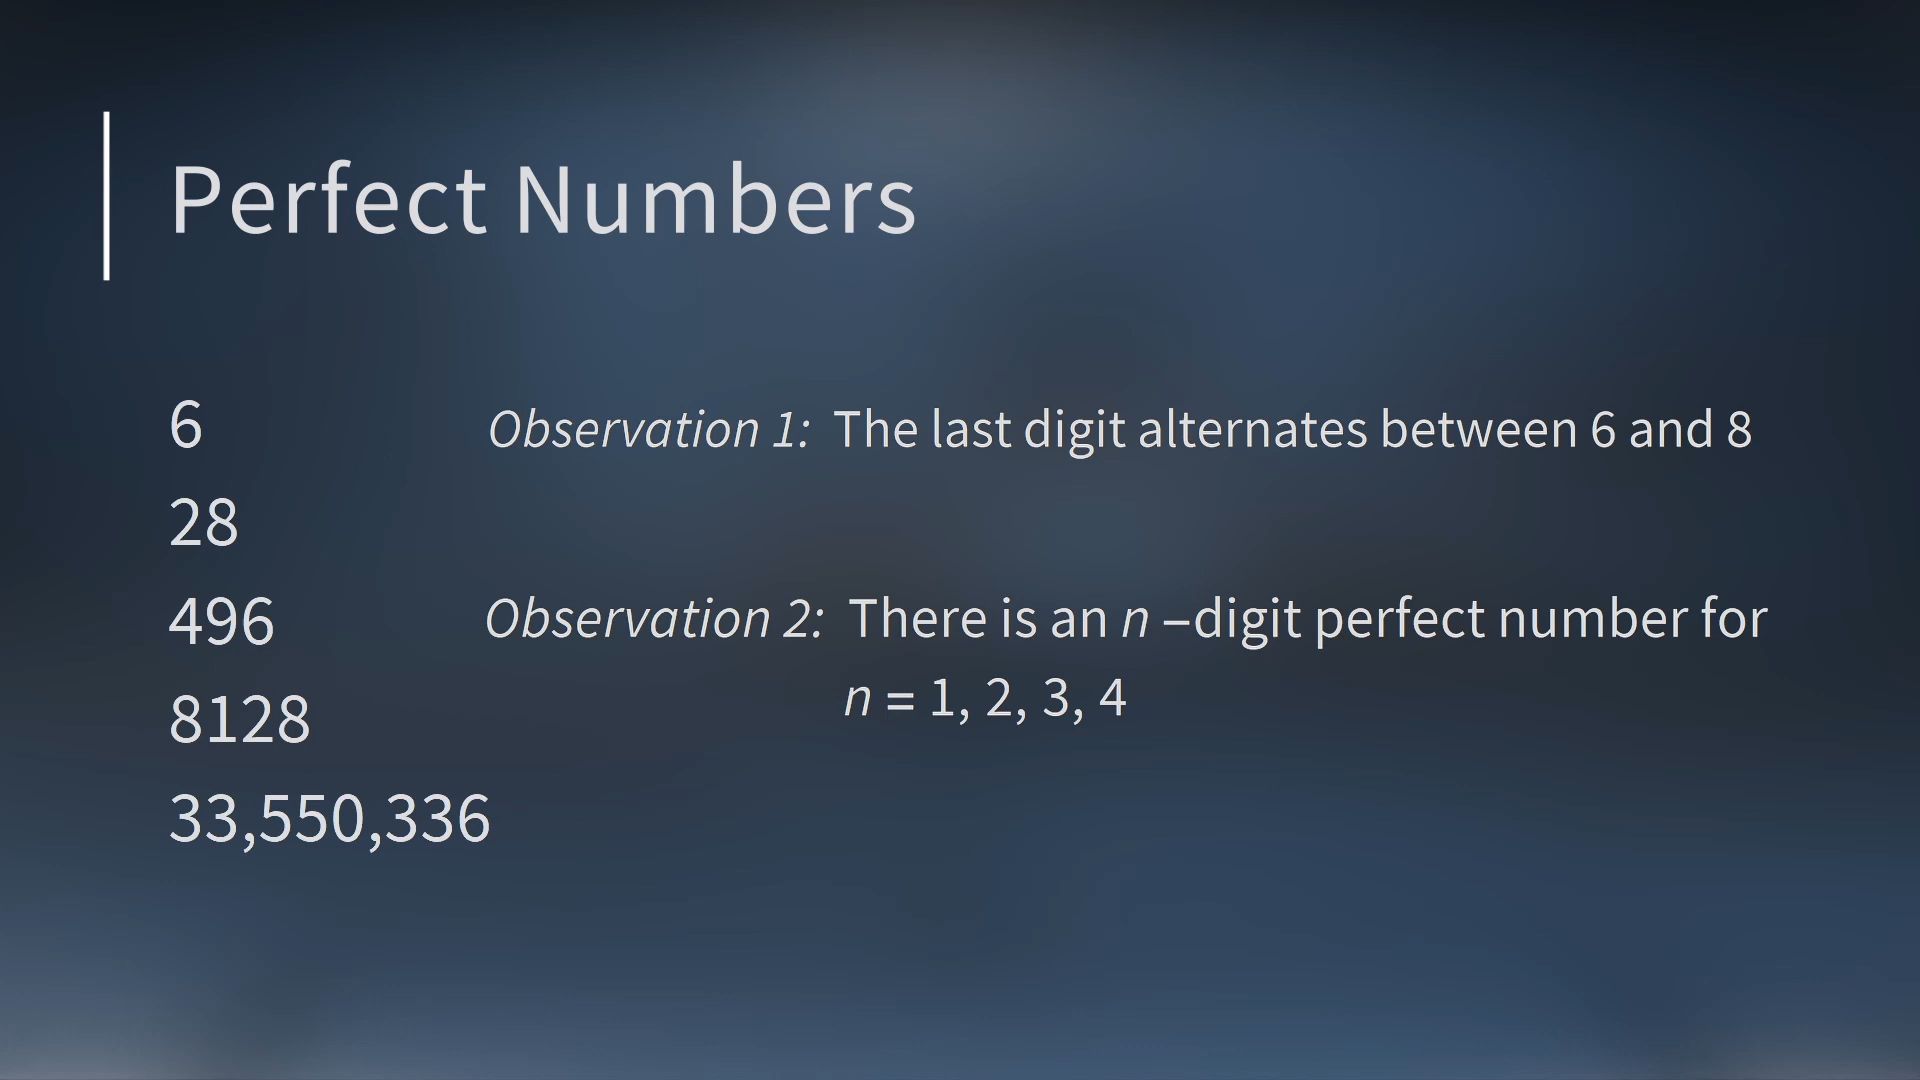 Perfect Numbers
6
28
496
8128
33,550,336
Observation 1: The last digit alternates between 6 and 8
Observation 2: There is an n –digit perfect number for
n = 1, 2, 3, 4